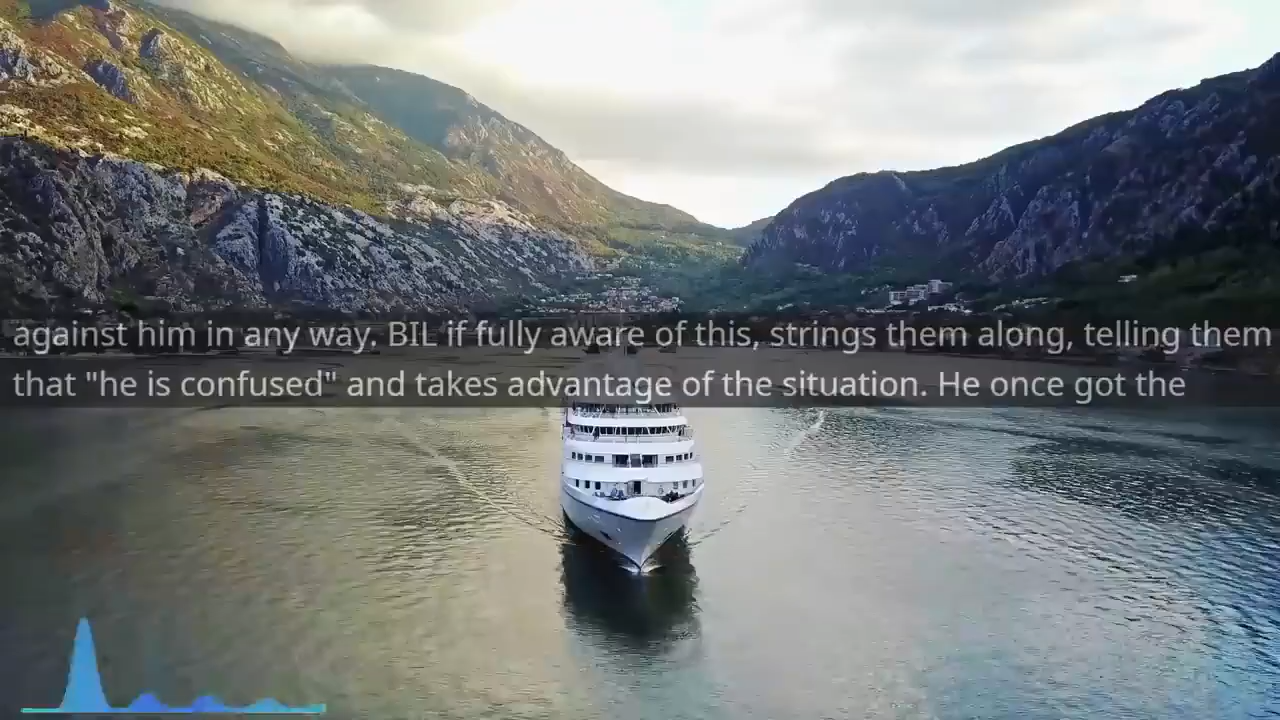 against him in any way. BIL if fully aware of this, strings them along, telling them
that "he is confused" and takes advantage of the situation. He once got the